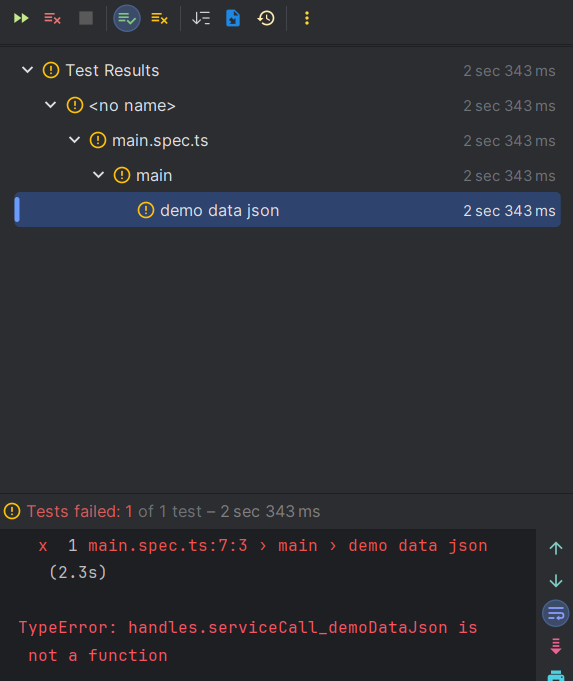 Test Results 2 sec 343 ms
<no name> 2 sec 343 ms
main.spec.ts 2 sec 343 ms
main 2 sec 343 ms
demo data json 2 sec 343 ms
Tests failed: 1 of 1 test – 2 sec 343 ms
x 1 main.spec.ts:7:3 › main › demo data json
(2.3s)
TypeError: handles.serviceCall_demoDataJson is
not a function